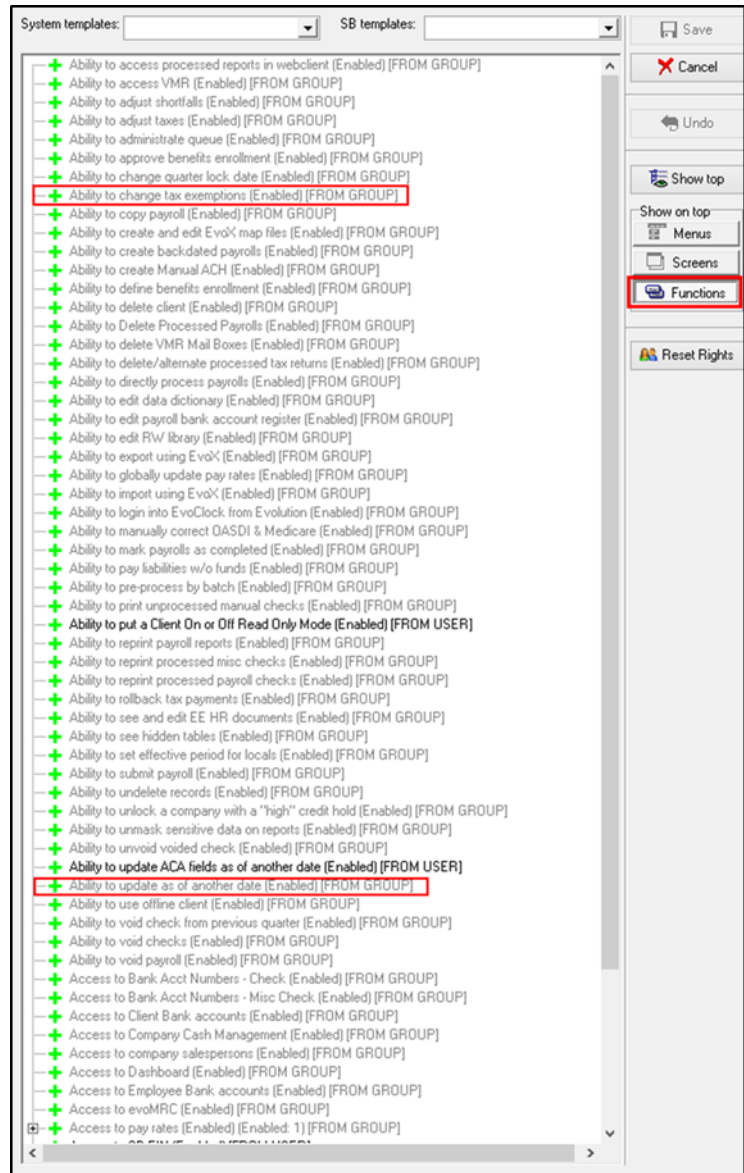 System templates:
SB templates:
Ability to access processed reports in webclient (Enabled) [FROM GROUP]
Ability to access VMR (Enabled) [FROM GROUP]
Ability to adjust shortfalls (Enabled) [FROM GROUP]
Ability to adjust taxes (Enabled) [FROM GROUP]
Ability to administrate queue (Enabled) [FROM GROUP]
Ability to approve benefits enrollment (Enabled) [FROM GROUP]
Ability to change quarter lock date (Enabled) [FROM GROUP]
Ability to change tax exemptions (Enabled) [FROM GROUP]
Ability to copy payroll (Enabled) [FROM GROUP]
Ability to create and edit EvoX map files (Enabled) [FROM GROUP]
Ability to create backdated payrolls (Enabled) [FROM GROUP]
Ability to create Manual ACH (Enabled) [FROM GROUP]
Ability to define benefits enrollment (Enabled) [FROM GROUP]
Ability to delete client (Enabled) [FROM GROUP]
Ability to Delete Processed Payrolls (Enabled) [FROM GROUP]
Ability to delete VMR Mail Boxes (Enabled) [FROM GROUP]
Ability to delete/alternate processed tax returns (Enabled) [FROM GROUP]
Ability to directly process payrolls (Enabled) [FROM GROUP]
Ability to edit data dictionary (Enabled) [FROM GROUP]
Ability to edit payroll bank account register (Enabled) [FROM GROUP]
Ability to edit RW library (Enabled) [FROM GROUP]
Ability to export using EvoX (Enabled) [FROM GROUP]
Ability to globally update pay rates (Enabled) [FROM GROUP]
Ability to import using EvoX (Enabled) [FROM GROUP]
Ability to login into EvoClock from Evolution (Enabled) [FROM GROUP]
Ability to manually correct OASDI & Medicare (Enabled) [FROM GROUP]
Ability to mark payrolls as completed (Enabled) [FROM GROUP]
Ability to pay liabilities w/o funds (Enabled) [FROM GROUP]
Ability to pre-process by batch (Enabled) [FROM GROUP]
Ability to print unprocessed manual checks (Enabled) [FROM GROUP]
Ability to put a Client On or Off Read Only Mode (Enabled) [FROM USER]
Ability to reprint payroll reports (Enabled) [FROM GROUP]
Ability to reprint processed misc checks (Enabled) [FROM GROUP]
Ability to reprint processed payroll checks (Enabled) [FROM GROUP]
Ability to rollback tax payments (Enabled) [FROM GROUP]
Ability to see and edit EE HR documents (Enabled) [FROM GROUP]
Ability to see hidden tables (Enabled) [FROM GROUP]
Ability to set effective period for locals (Enabled) [FROM GROUP]
Ability to submit payroll (Enabled) [FROM GROUP]
Ability to undelete records (Enabled) [FROM GROUP]
Ability to unlock a company with a "high" credit hold (Enabled) [FROM GROUP]
Ability to unmask sensitive data on reports (Enabled) [FROM GROUP]
Ability to unvoid voided check (Enabled) [FROM GROUP]
Ability to update ACA fields as of another date (Enabled) [FROM USER]
Ability to update as of another date (Enabled) [FROM GROUP]
Ability to use offline client (Enabled) [FROM GROUP]
Ability to void check from previous quarter (Enabled) [FROM GROUP]
Ability to void checks (Enabled) [FROM GROUP]
Ability to void payroll (Enabled) [FROM GROUP]
Access to Bank Acct Numbers - Check (Enabled) [FROM GROUP]
Access to Bank Acct Numbers - Misc Check (Enabled) [FROM GROUP]
Access to Client Bank accounts (Enabled) [FROM GROUP]
Access to Company Cash Management (Enabled) [FROM GROUP]
Access to company salespersons (Enabled) [FROM GROUP]
Access to Dashboard (Enabled) [FROM GROUP]
Access to Employee Bank accounts (Enabled) [FROM GROUP]
Access to evoMRC (Enabled) [FROM GROUP]
Access to pay rates (Enabled) (Enabled: 1) [FROM GROUP]
Save
Cancel
Undo
Show top
Show on top
Menus
Screens
Functions
Reset Rights